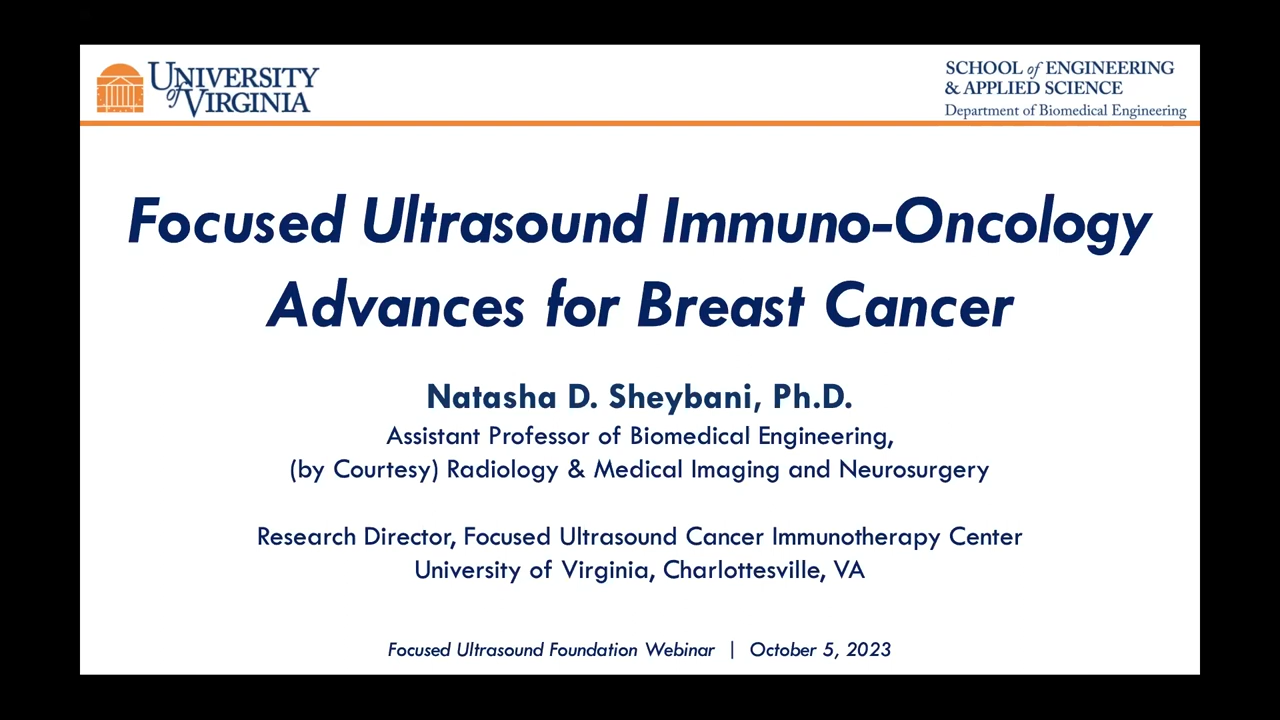 UNIVERSITY
of VIRGINIA
SCHOOL of ENGINEERING
& APPLIED SCIENCE
Department of Biomedical Engineering
Focused Ultrasound Immuno-Oncology
Advances for Breast Cancer
Natasha D. Sheybani, Ph.D.
Assistant Professor of Biomedical Engineering,
(by Courtesy) Radiology & Medical Imaging and Neurosurgery
Research Director, Focused Ultrasound Cancer Immunotherapy Center
University of Virginia, Charlottesville, VA
Focused Ultrasound Foundation Webinar | October 5, 2023